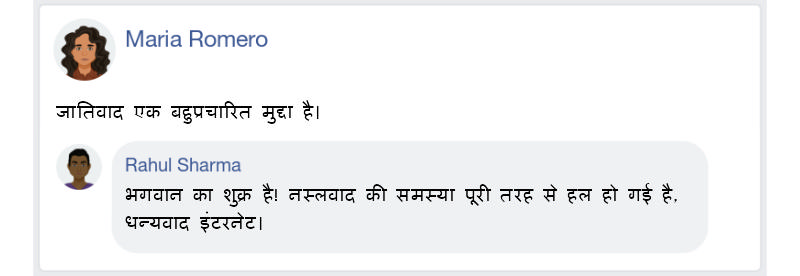 Maria Romero
जातिवाद एक बहुप्रचारित मुद्दा है।
Rahul Sharma
भगवान का शुक्र है! नस्लवाद की समस्या पूरी तरह से हल हो गई है,
धन्यवाद इंटरनेट।